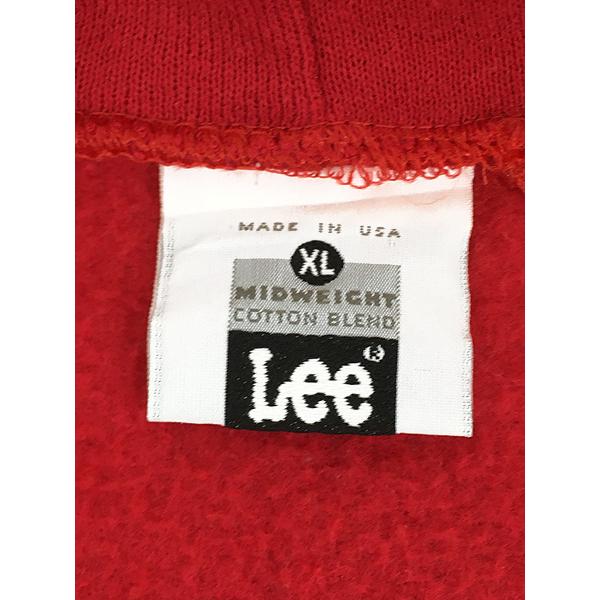 MADE IN USA
XL
MIDWEIGHT
COTTON BLEND
Lee®